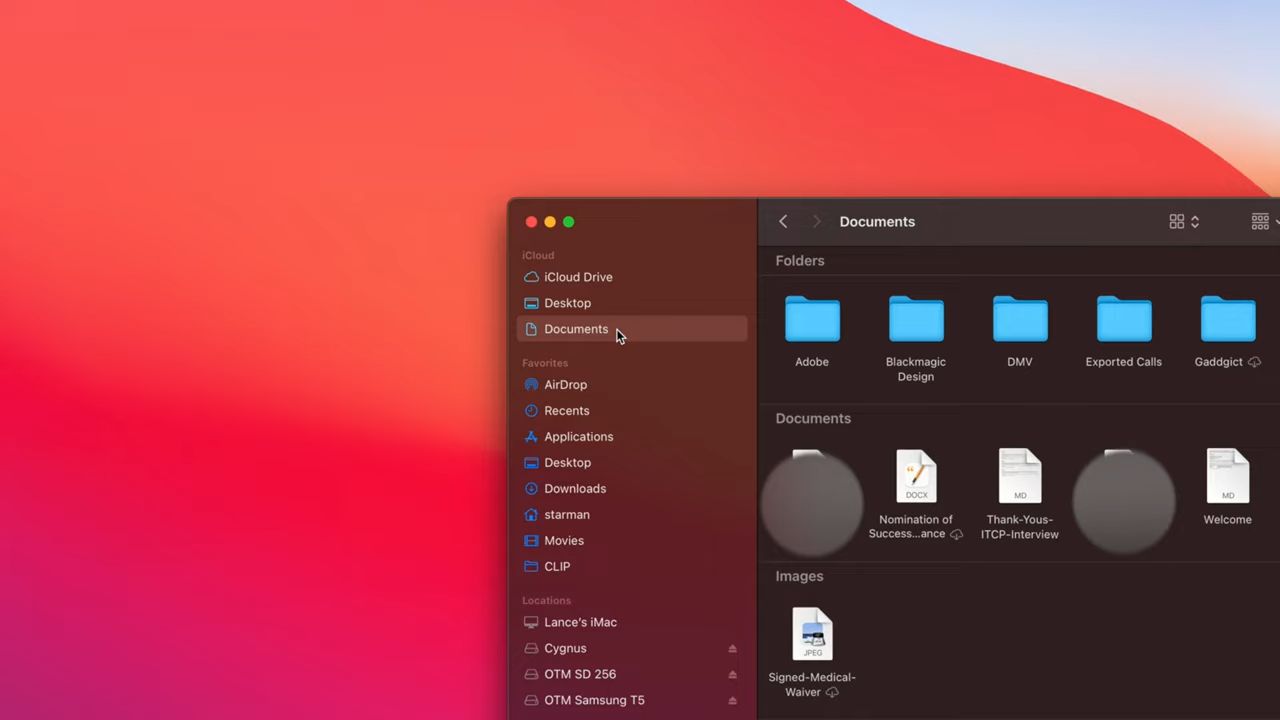 iCloud
iCloud Drive
Desktop
Documents
Favorites
AirDrop
Recents
Applications
Desktop
Downloads
starman
Movies
CLIP
Locations
Lance's iMac
Cygnus
OTM SD 256
OTM Samsung T5
Documents
Folders
Adobe
Blackmagic
Design
DMV
Exported Calls
Gaddgict
Documents
DOCX
Nomination of
Success...ance
MD
Thank-Yous-
ITCP-Interview
MD
Welcome
Images
JPEG
Signed-Medical-
Waiver